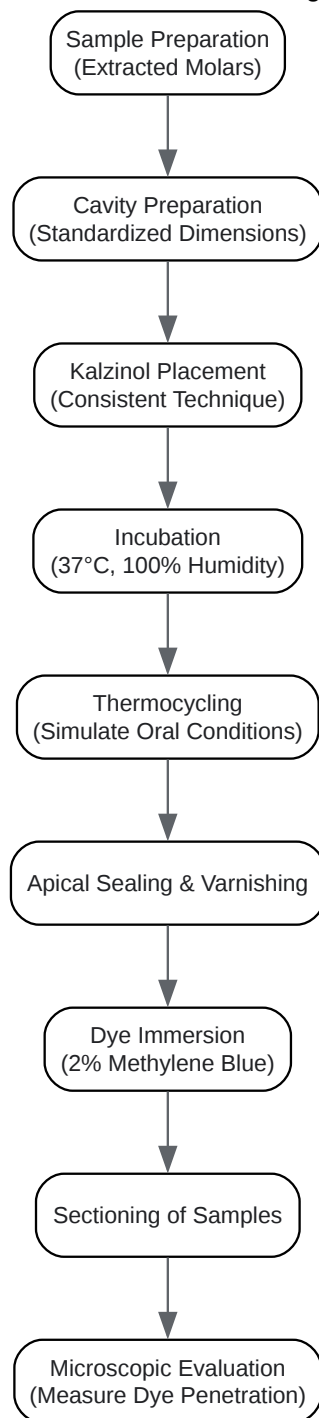 Sample Preparation
(Extracted Molars)
Cavity Preparation
(Standardized Dimensions)
Kalzinol Placement
(Consistent Technique)
Incubation
(37°C, 100% Humidity)
Thermocycling
(Simulate Oral Conditions)
Apical Sealing & Varnishing
Dye Immersion
(2% Methylene Blue)
Sectioning of Samples
Microscopic Evaluation
(Measure Dye Penetration)